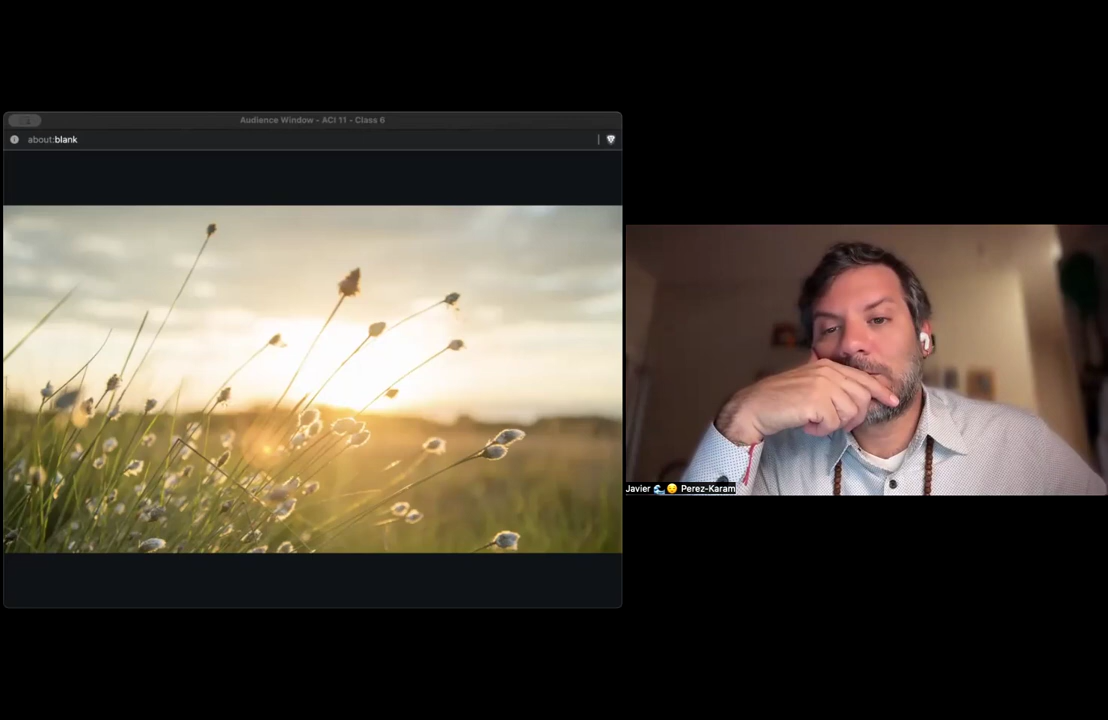 Audience Window - ACI 11 - Class 6
about:blank
Javier 🌊😏 Perez-Karam